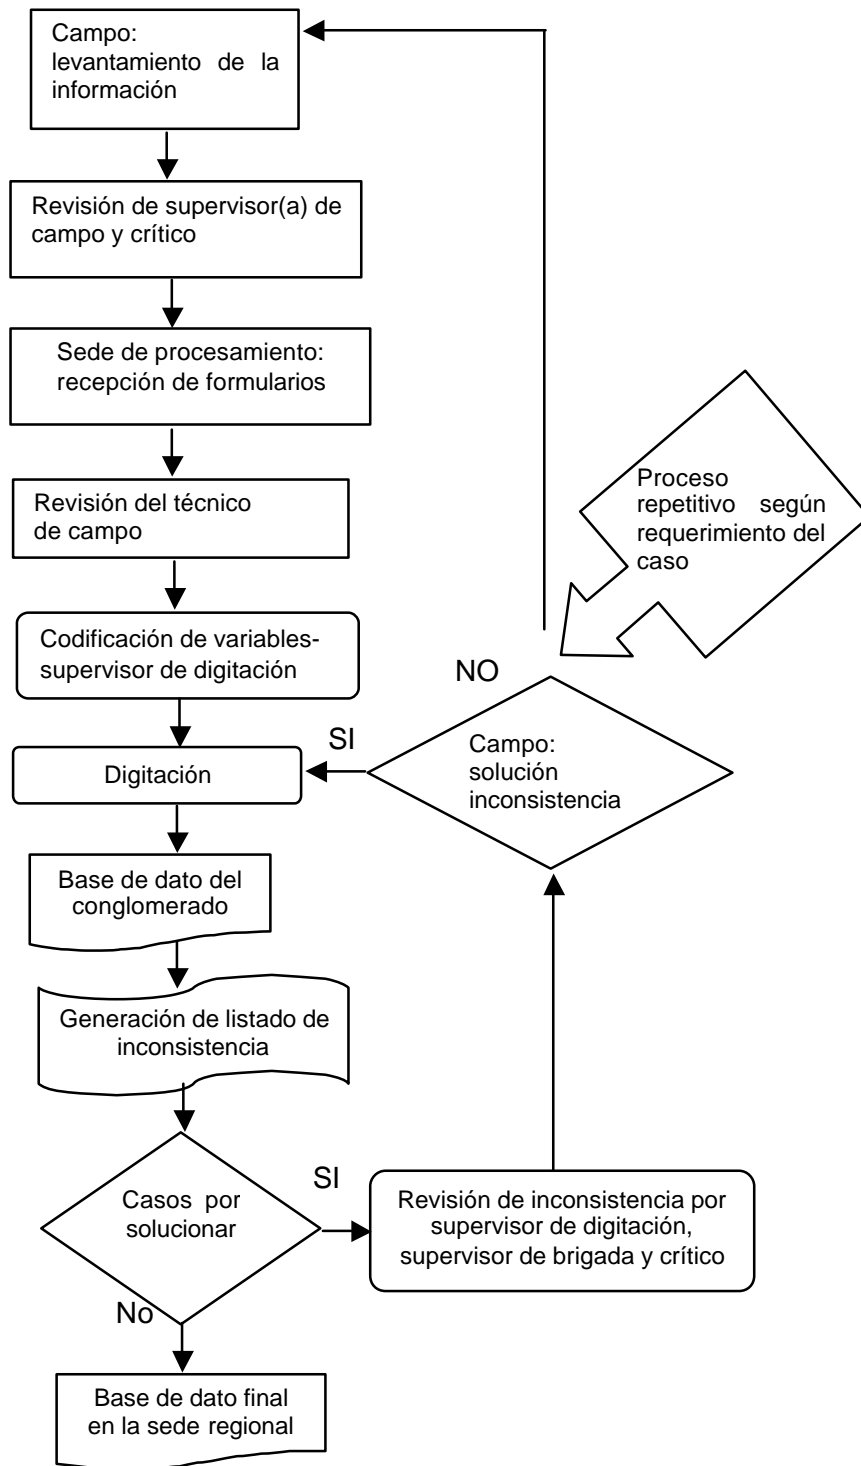 Campo:
levantamiento de la
información
Revisión de supervisor(a) de
campo y crítico
Sede de procesamiento:
recepción de formularios
Revisión del técnico
de campo
Proceso
repetitivo según
requerimiento del
caso
Codificación de variables-
supervisor de digitación
NO
SI
Campo:
solución
inconsistencia
Digitación
Base de dato del
conglomerado
Generación de listado de
inconsistencia
Casos por
solucionar
SI
Revisión de inconsistencia por
supervisor de digitación,
supervisor de brigada y crítico
No
Base de dato final
en la sede regional